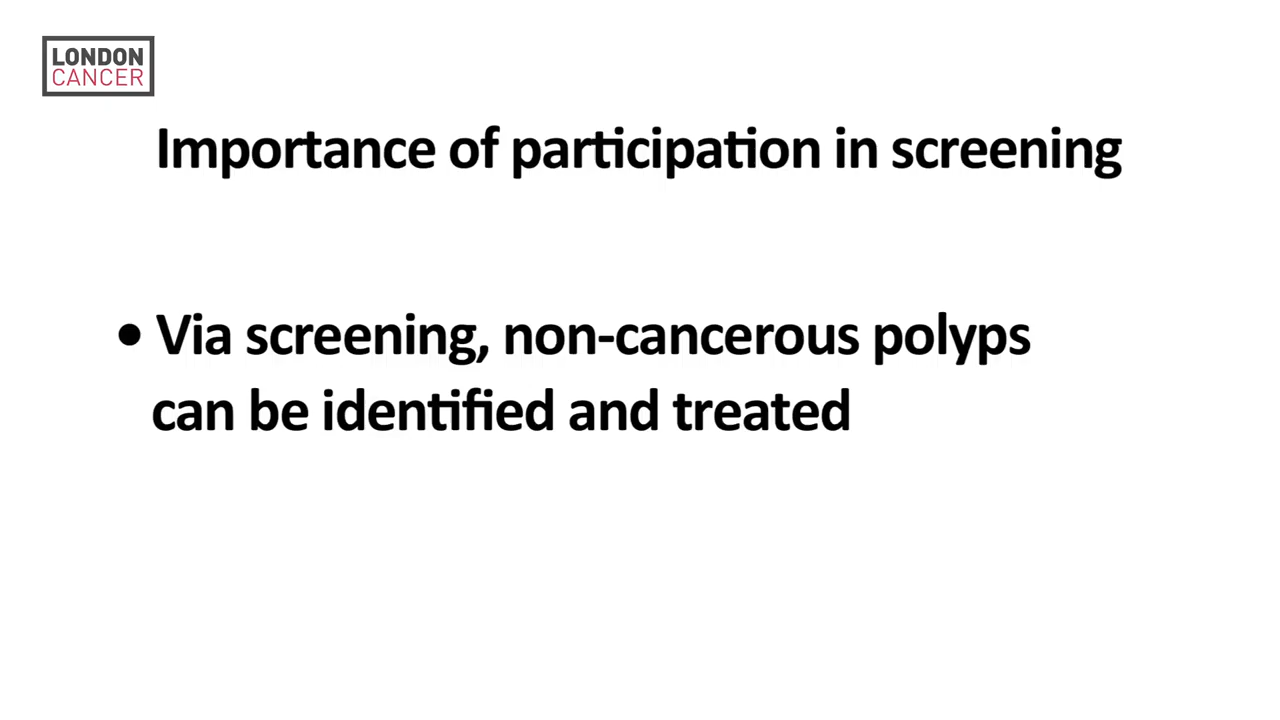 LONDON
CANCER
Importance of participation in screening
• Via screening, non-cancerous polyps
can be identified and treated